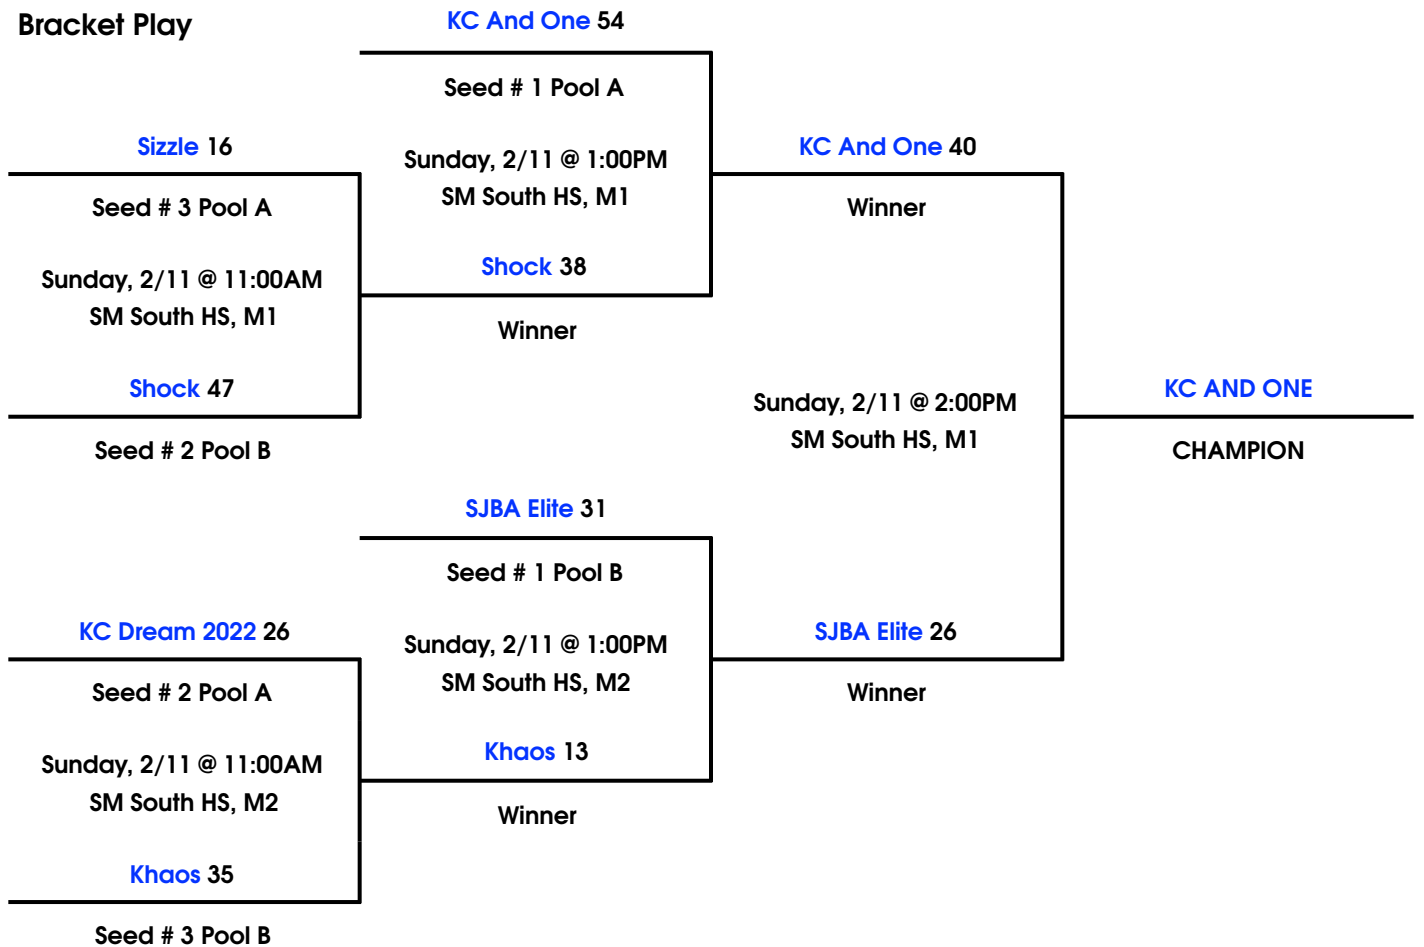 Bracket Play
KC And One 54
Seed # 1 Pool A
Sizzle 16
Sunday, 2/11 @ 1:00PM
SM South HS, M1
KC And One 40
Seed # 3 Pool A
Winner
Sunday, 2/11 @ 11:00AM
SM South HS, M1
Shock 38
Winner
Shock 47
Seed # 2 Pool B
Sunday, 2/11 @ 2:00PM
SM South HS, M1
KC AND ONE
CHAMPION
SJBA Elite 31
Seed # 1 Pool B
KC Dream 2022 26
Sunday, 2/11 @ 1:00PM
SM South HS, M2
SJBA Elite 26
Seed # 2 Pool A
Winner
Sunday, 2/11 @ 11:00AM
SM South HS, M2
Khaos 13
Winner
Khaos 35
Seed # 3 Pool B